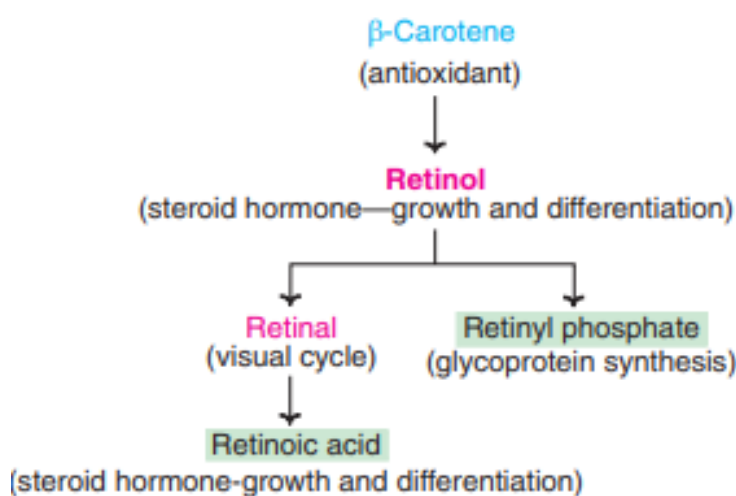 β-Carotene
(antioxidant)
Retinol
(steroid hormone—growth and differentiation)
Retinal
(visual cycle)
Retinyl phosphate
(glycoprotein synthesis)
Retinoic acid
(steroid hormone-growth and differentiation)